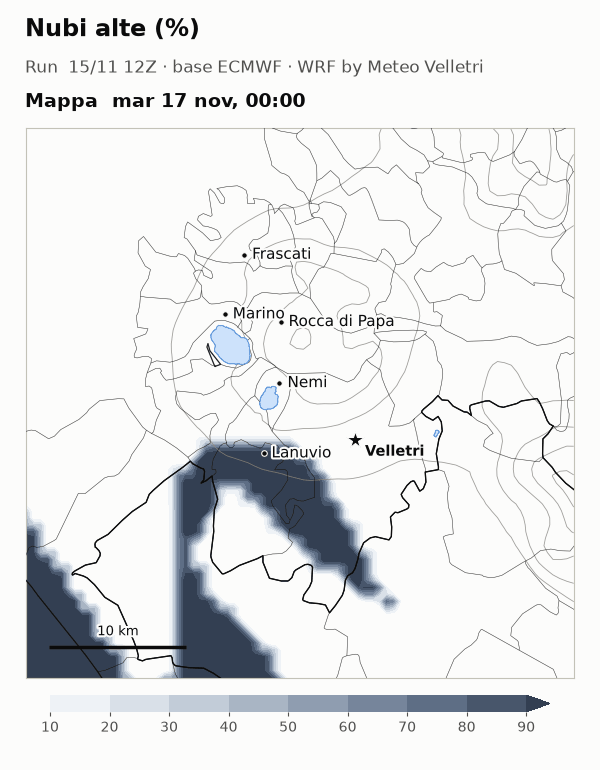 Nubi alte (%)
Run  15/11 12Z · base ECMWF · WRF by Meteo Velletri
Mappa  mar 17 nov, 00:00
Frascati
Marino
Rocca di Papa
Nemi
Velletri
Lanuvio
10 km
10 20 30 40 50 60 70 80 90